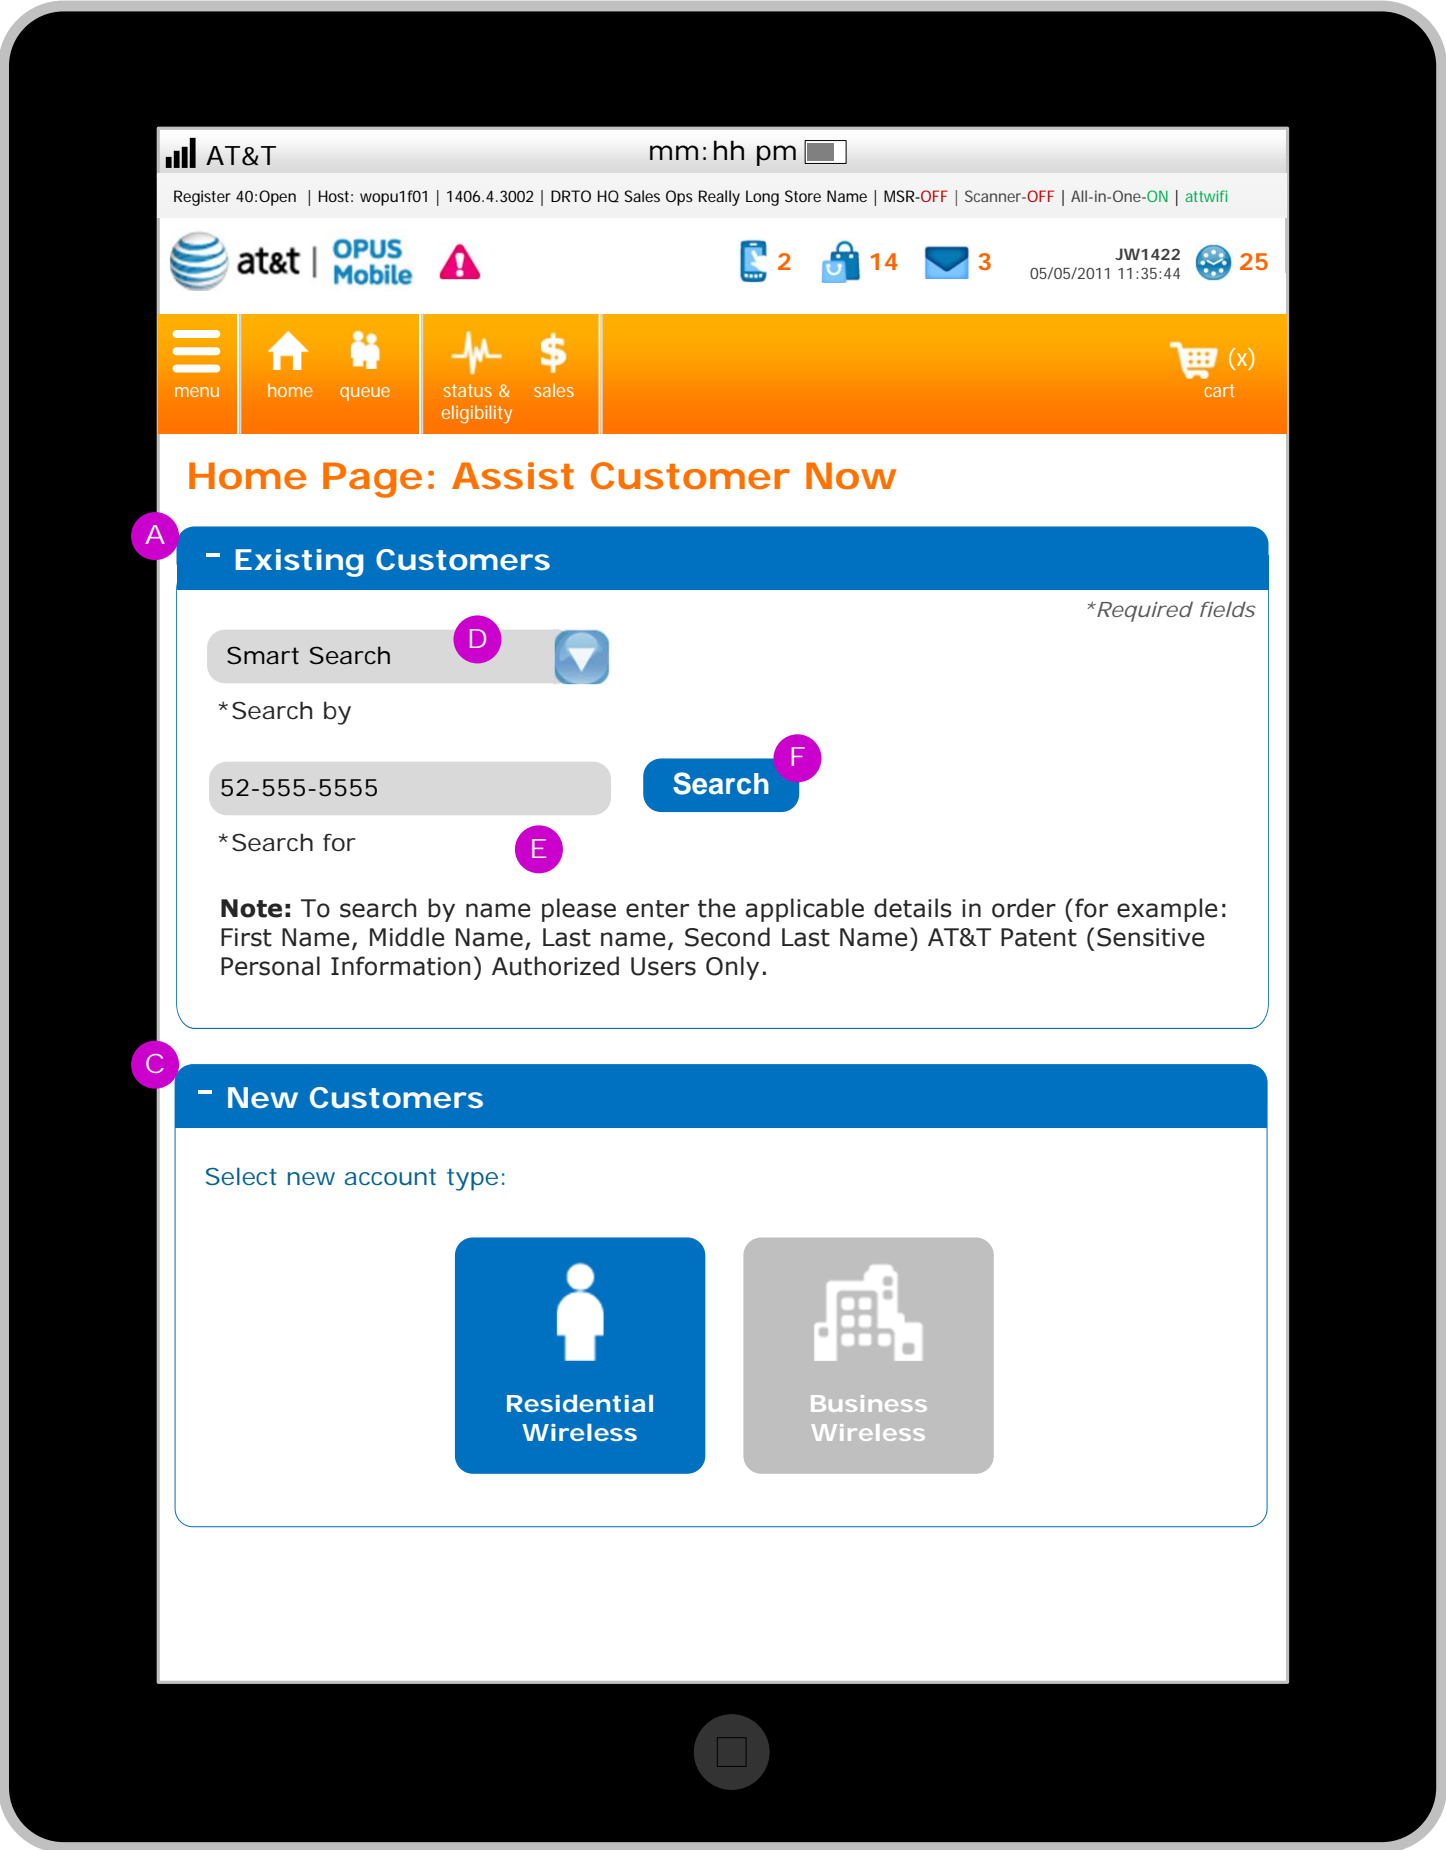 AT&T
mm:hh pm
Register 40:Open | Host: wopu1f01 | 1406.4.3002 | DRTO HQ Sales Ops Really Long Store Name | MSR-OFF | Scanner-OFF | All-in-One-ON | attwifi
at&t | OPUS Mobile
2
14
3
JW1422
05/05/2011 11:35:44
25
menu
home
queue
status & eligibility
sales
(x)
cart
Home Page: Assist Customer Now
A
- Existing Customers
*Required fields
Smart Search
D
*Search by
52-555-5555
Search
F
*Search for
E
Note: To search by name please enter the applicable details in order (for example:
First Name, Middle Name, Last name, Second Last Name) AT&T Patent (Sensitive
Personal Information) Authorized Users Only.
C
- New Customers
Select new account type:
Residential
Wireless
Business
Wireless